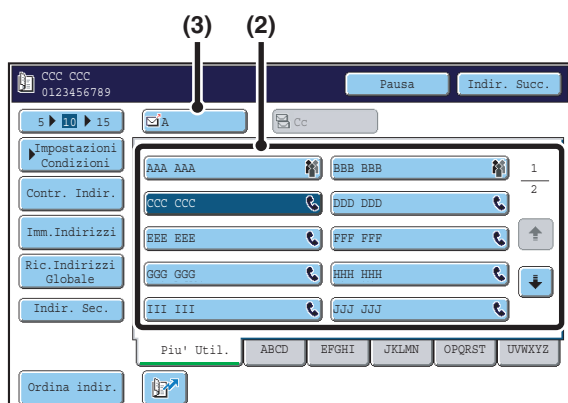 (3) (2)
CCC CCC
0123456789
Pausa
Indir. Succ.
5 10 15
A
Cc
Impostazioni
Condizioni
Contr. Indir.
Imm.Indirizzi
Ric.Indirizzi
Globale
Indir. Sec.
AAA AAA
BBB BBB
CCC CCC
DDD DDD
EEE EEE
FFF FFF
GGG GGG
HHH HHH
III III
JJJ JJJ
1
2
Piu' Util.
ABCD
EFGHI
JKLMN
OPQRST
UVWXYZ
Ordina indir.